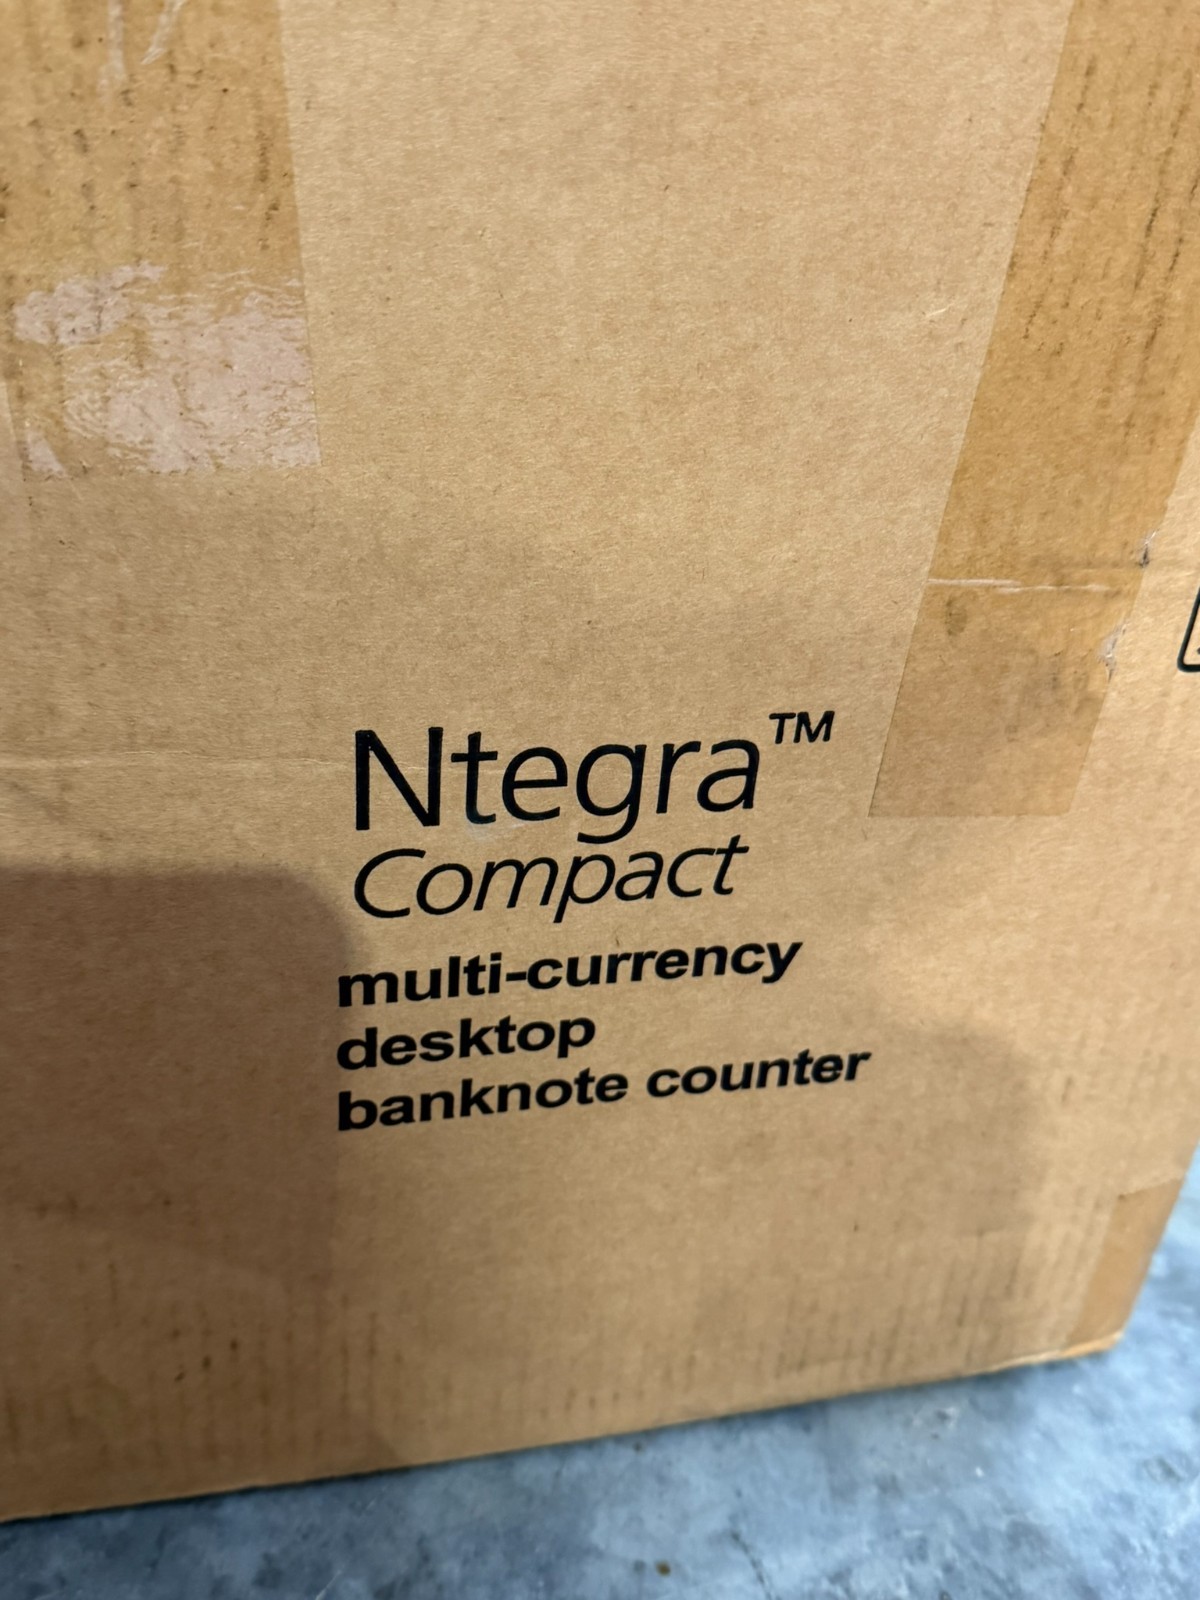 Ntegra™
Compact
multi-currency
desktop
banknote counter